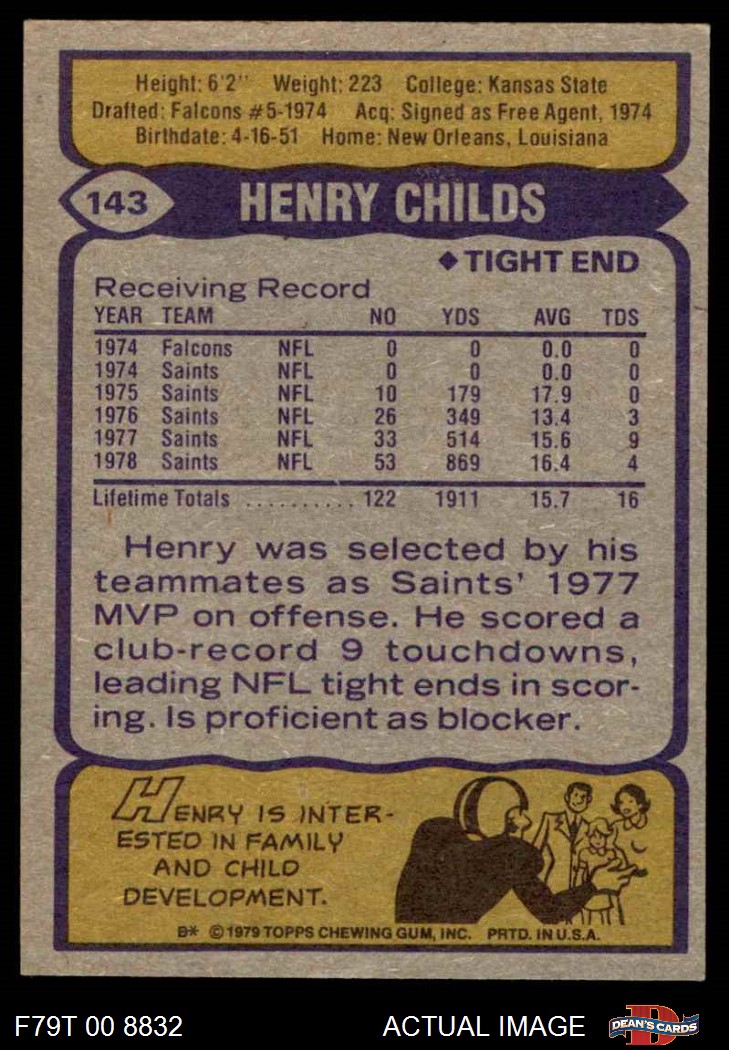 Height: 6'2" Weight: 223 College: Kansas State
Drafted: Falcons #5-1974 Acq: Signed as Free Agent, 1974
Birthdate: 4-16-51 Home: New Orleans, Louisiana
143 HENRY CHILDS
◆ TIGHT END
Receiving Record
YEAR TEAM NO YDS AVG TDS
1974 Falcons NFL 0 0 0.0 0
1974 Saints NFL 0 0 0.0 0
1975 Saints NFL 10 179 17.9 0
1976 Saints NFL 26 349 13.4 3
1977 Saints NFL 33 514 15.6 9
1978 Saints NFL 53 869 16.4 4
Lifetime Totals .......... 122 1911 15.7 16
Henry was selected by his
teammates as Saints' 1977
MVP on offense. He scored a
club-record 9 touchdowns,
leading NFL tight ends in scor-
ing. Is proficient as blocker.
HENRY IS INTER-
ESTED IN FAMILY
AND CHILD
DEVELOPMENT.
B* © 1979 TOPPS CHEWING GUM, INC. PRTD. IN U.S.A.
F79T 00 8832 ACTUAL IMAGE D DEAN'S CARDS